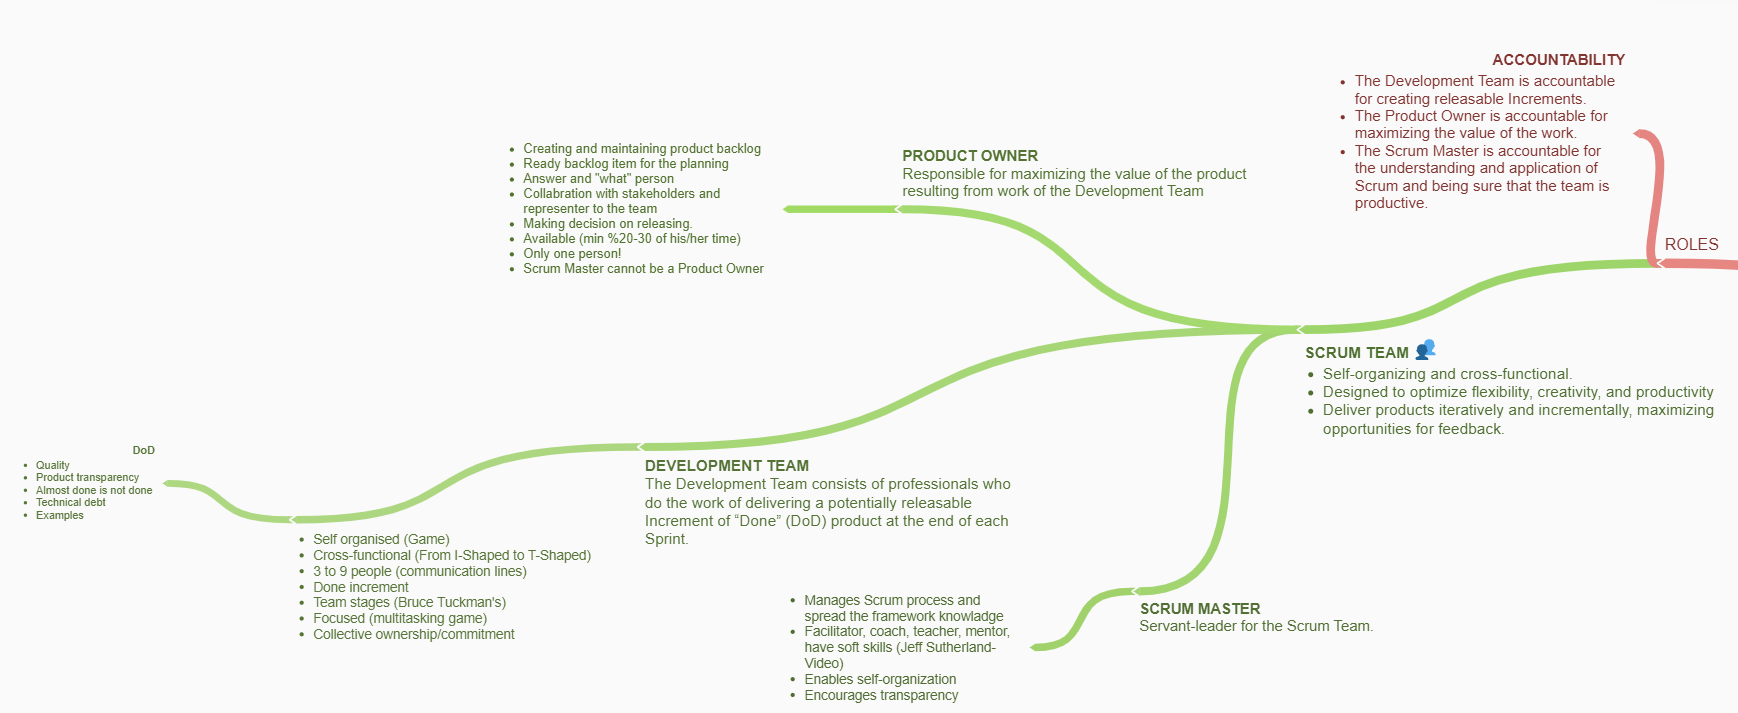 ACCOUNTABILITY
• The Development Team is accountable
for creating releasable Increments.
• The Product Owner is accountable for
maximizing the value of the work.
• The Scrum Master is accountable for
the understanding and application of
Scrum and being sure that the team is
productive.
ROLES
PRODUCT OWNER
Responsible for maximizing the value of the product
resulting from work of the Development Team
• Creating and maintaining product backlog
• Ready backlog item for the planning
• Answer and "what" person
• Collabration with stakeholders and
representer to the team
• Making decision on releasing.
• Available (min %20-30 of his/her time)
• Only one person!
• Scrum Master cannot be a Product Owner
SCRUM TEAM
• Self-organizing and cross-functional.
• Designed to optimize flexibility, creativity, and productivity
• Deliver products iteratively and incrementally, maximizing
opportunities for feedback.
DEVELOPMENT TEAM
The Development Team consists of professionals who
do the work of delivering a potentially releasable
Increment of “Done” (DoD) product at the end of each
Sprint.
• Self organised (Game)
• Cross-functional (From I-Shaped to T-Shaped)
• 3 to 9 people (communication lines)
• Done increment
• Team stages (Bruce Tuckman's)
• Focused (multitasking game)
• Collective ownership/commitment
DoD
• Quality
• Product transparency
• Almost done is not done
• Technical debt
• Examples
SCRUM MASTER
Servant-leader for the Scrum Team.
• Manages Scrum process and
spread the framework knowladge
• Facilitator, coach, teacher, mentor,
have soft skills (Jeff Sutherland-
Video)
• Enables self-organization
• Encourages transparency